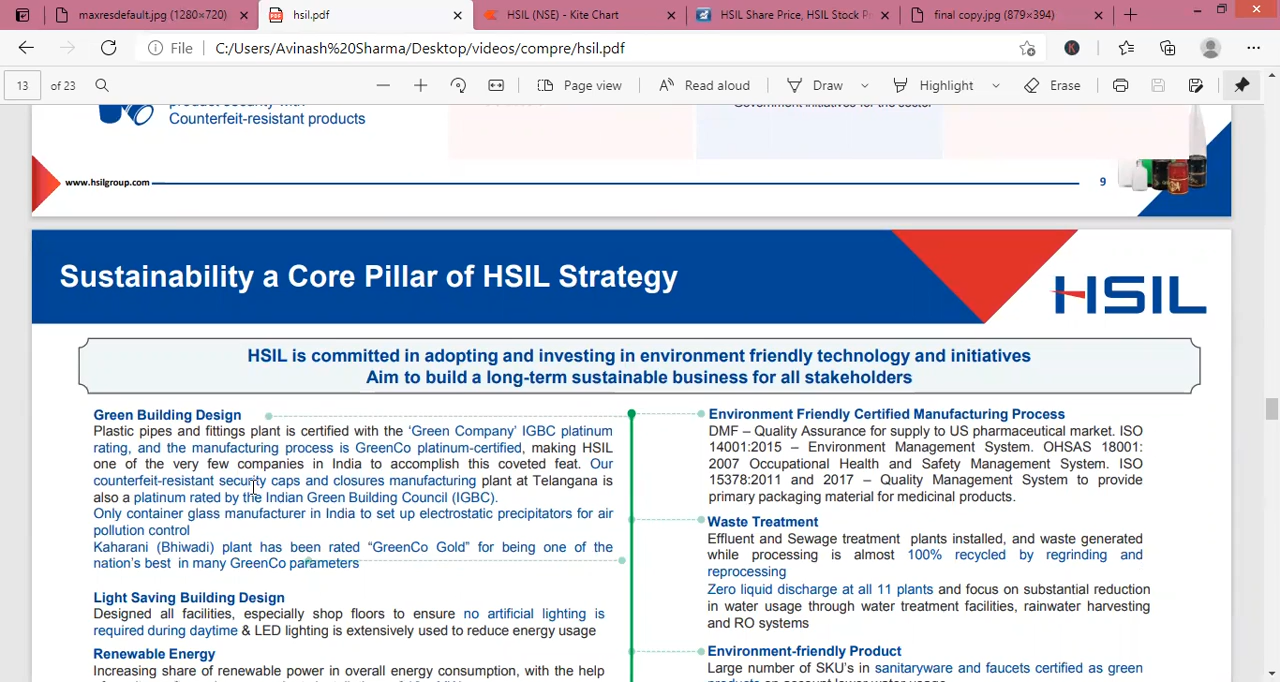 maxresdefault.jpg (1280×720)
hsil.pdf
HSIL (NSE) - Kite Chart
HSIL Share Price, HSIL Stock P
final copy.jpg (879×394)
File
C:/Users/Avinash%20Sharma/Desktop/videos/compre/hsil.pdf
K
13 of 23
Page view
Read aloud
Draw
Highlight
Erase
product security with
Counterfeit-resistant products
Government initiatives for the sector
www.hsilgroup.com
9
Sustainability a Core Pillar of HSIL Strategy
HSIL
HSIL is committed in adopting and investing in environment friendly technology and initiatives
Aim to build a long-term sustainable business for all stakeholders
Green Building Design
Plastic pipes and fittings plant is certified with the ‘Green Company’ IGBC platinum
rating, and the manufacturing process is GreenCo platinum-certified, making HSIL
one of the very few companies in India to accomplish this coveted feat. Our
counterfeit-resistant security caps and closures manufacturing plant at Telangana is
also a platinum rated by the Indian Green Building Council (IGBC).
Only container glass manufacturer in India to set up electrostatic precipitators for air
pollution control
Kaharani (Bhiwadi) plant has been rated “GreenCo Gold” for being one of the
nation’s best in many GreenCo parameters
Light Saving Building Design
Designed all facilities, especially shop floors to ensure no artificial lighting is
required during daytime & LED lighting is extensively used to reduce energy usage
Renewable Energy
Increasing share of renewable power in overall energy consumption, with the help
Environment Friendly Certified Manufacturing Process
DMF – Quality Assurance for supply to US pharmaceutical market. ISO
14001:2015 – Environment Management System. OHSAS 18001:
2007 Occupational Health and Safety Management System. ISO
15378:2011 and 2017 – Quality Management System to provide
primary packaging material for medicinal products.
Waste Treatment
Effluent and Sewage treatment plants installed, and waste generated
while processing is almost 100% recycled by regrinding and
reprocessing
Zero liquid discharge at all 11 plants and focus on substantial reduction
in water usage through water treatment facilities, rainwater harvesting
and RO systems
Environment-friendly Product
Large number of SKU’s in sanitaryware and faucets certified as green
products on account lower water usage